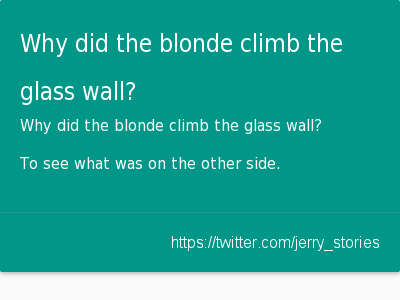 Why did the blonde climb the
glass wall?
Why did the blonde climb the glass wall?
To see what was on the other side.
https://twitter.com/jerry_stories